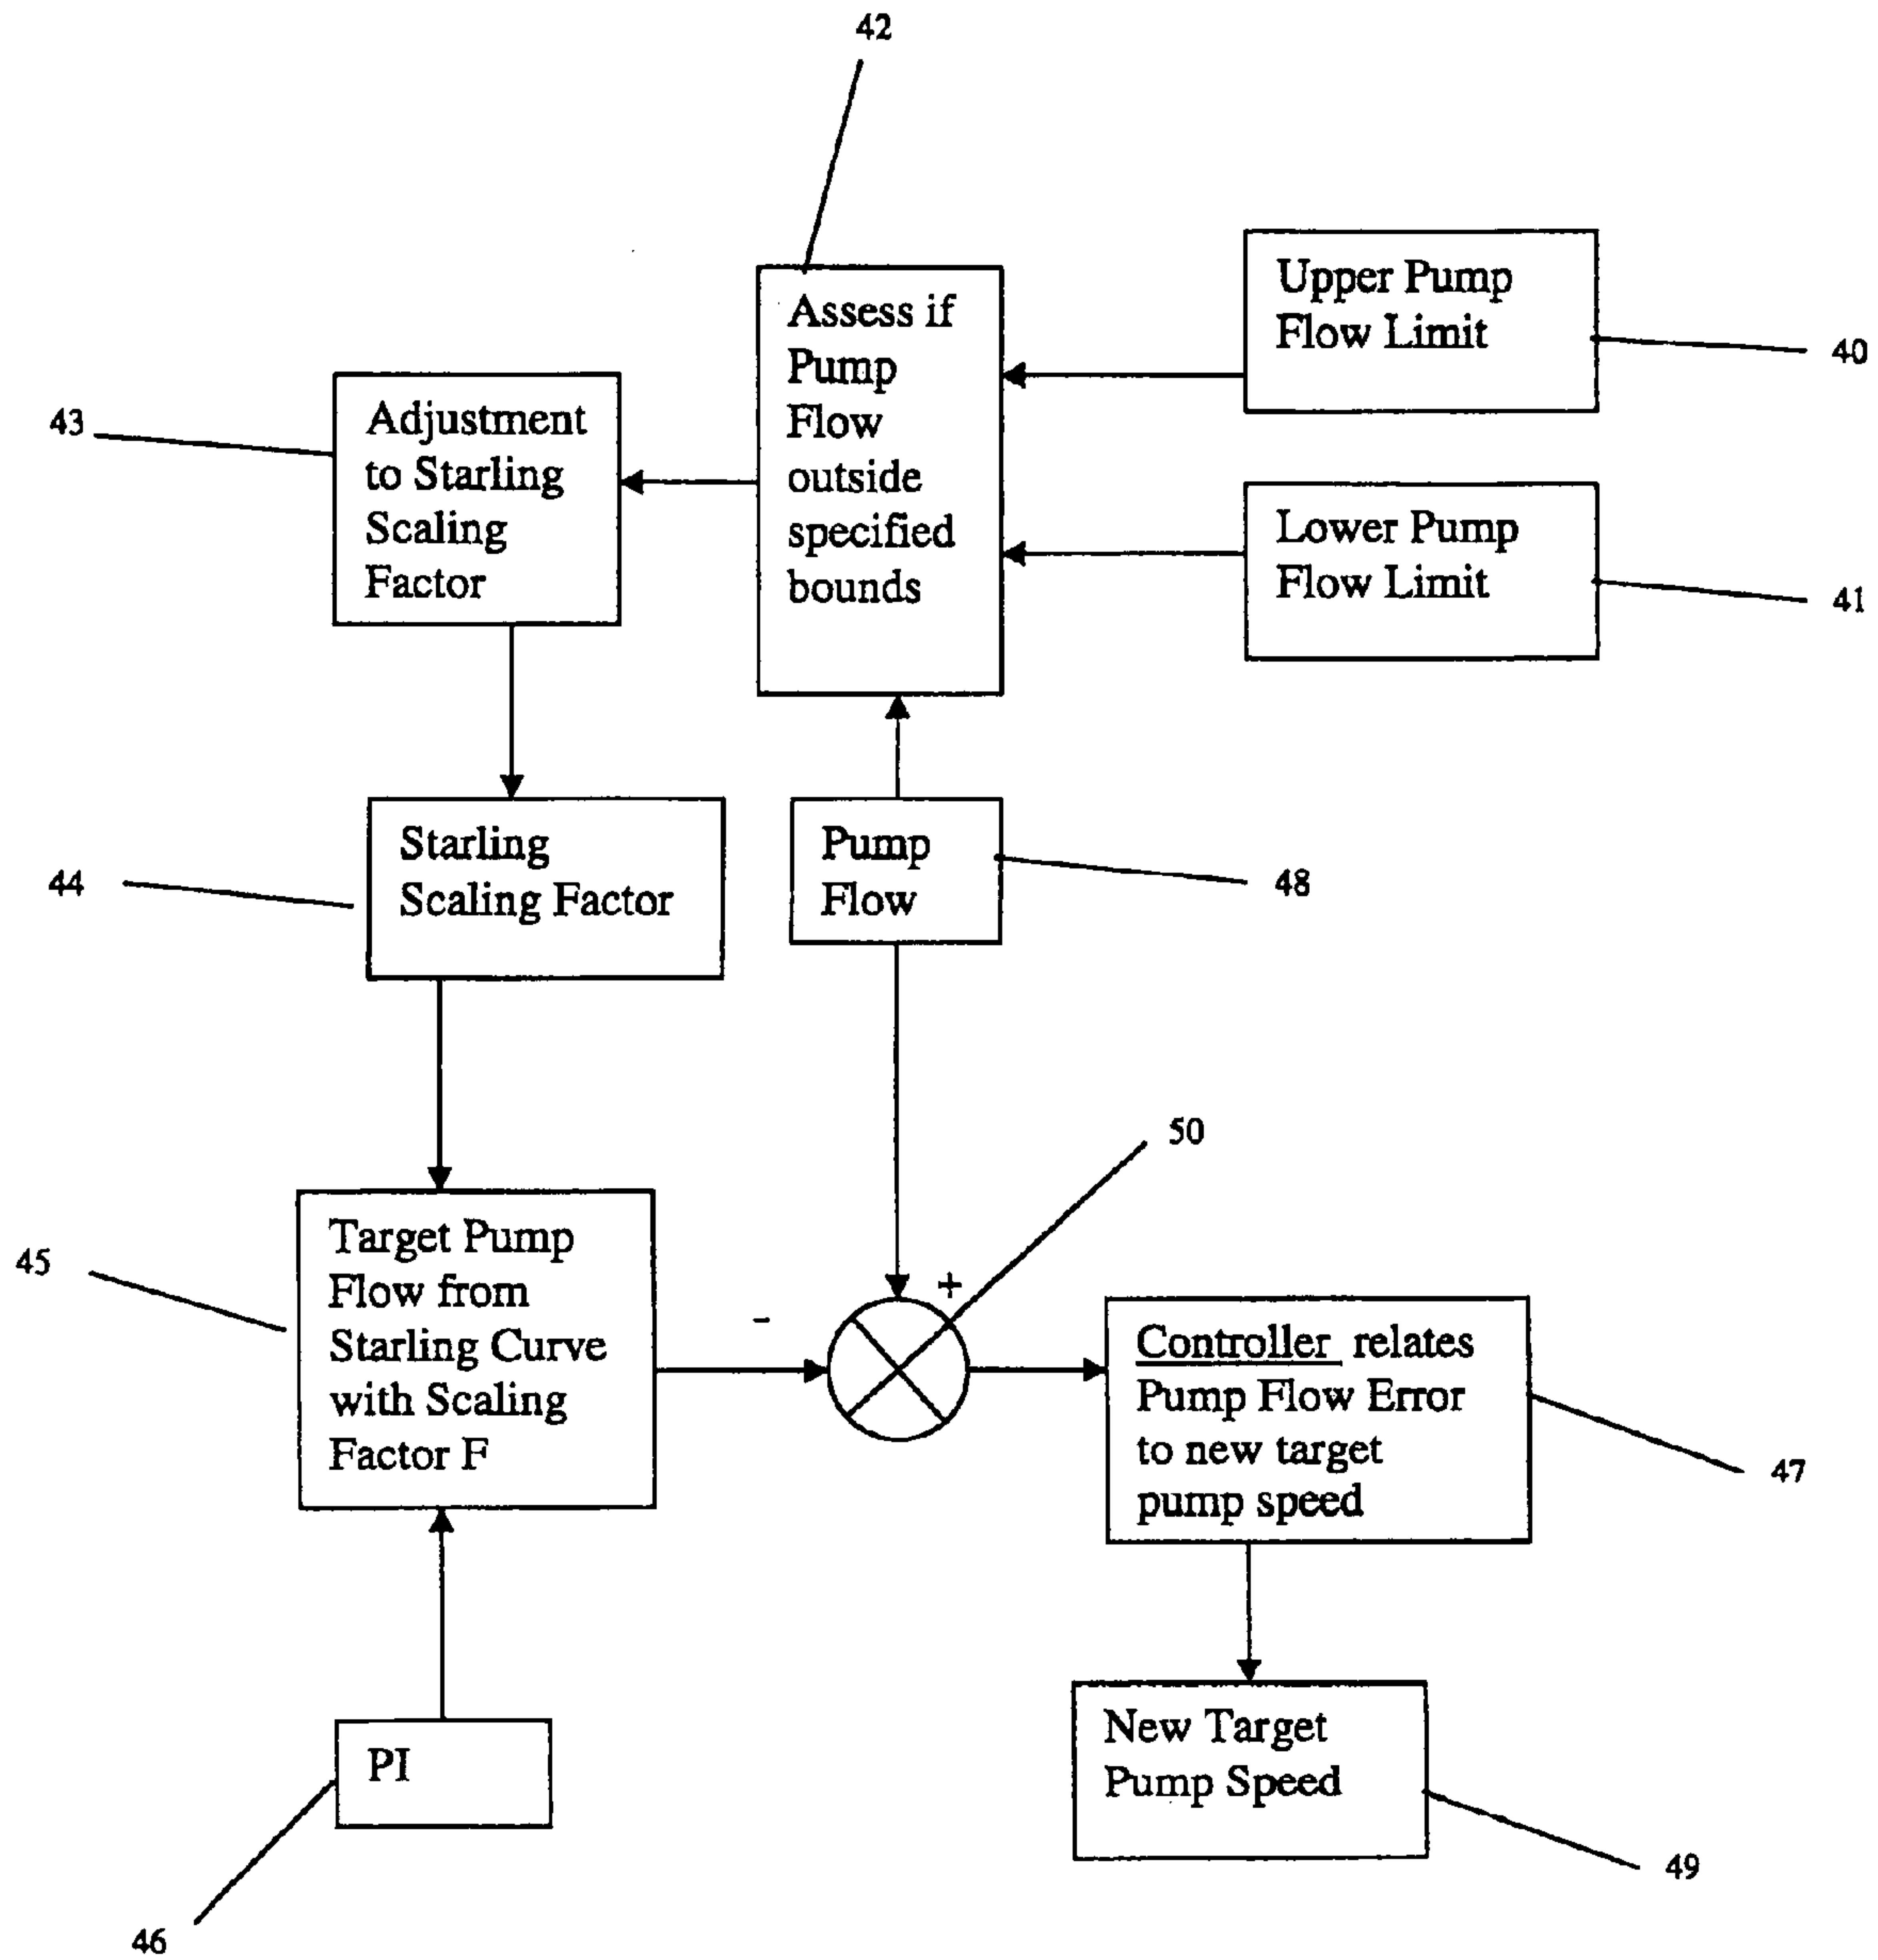 42
Upper Pump
Flow Limit
40
Assess if
Pump
Flow
outside
specified
bounds
43
Adjustment
to Starling
Scaling
Factor
Lower Pump
Flow Limit
41
44
Starling
Scaling Factor
Pump
Flow
48
50
45
Target Pump
Flow from
Starling Curve
with Scaling
Factor F
-
+
Controller relates
Pump Flow Error
to new target
pump speed
47
PI
46
New Target
Pump Speed
49